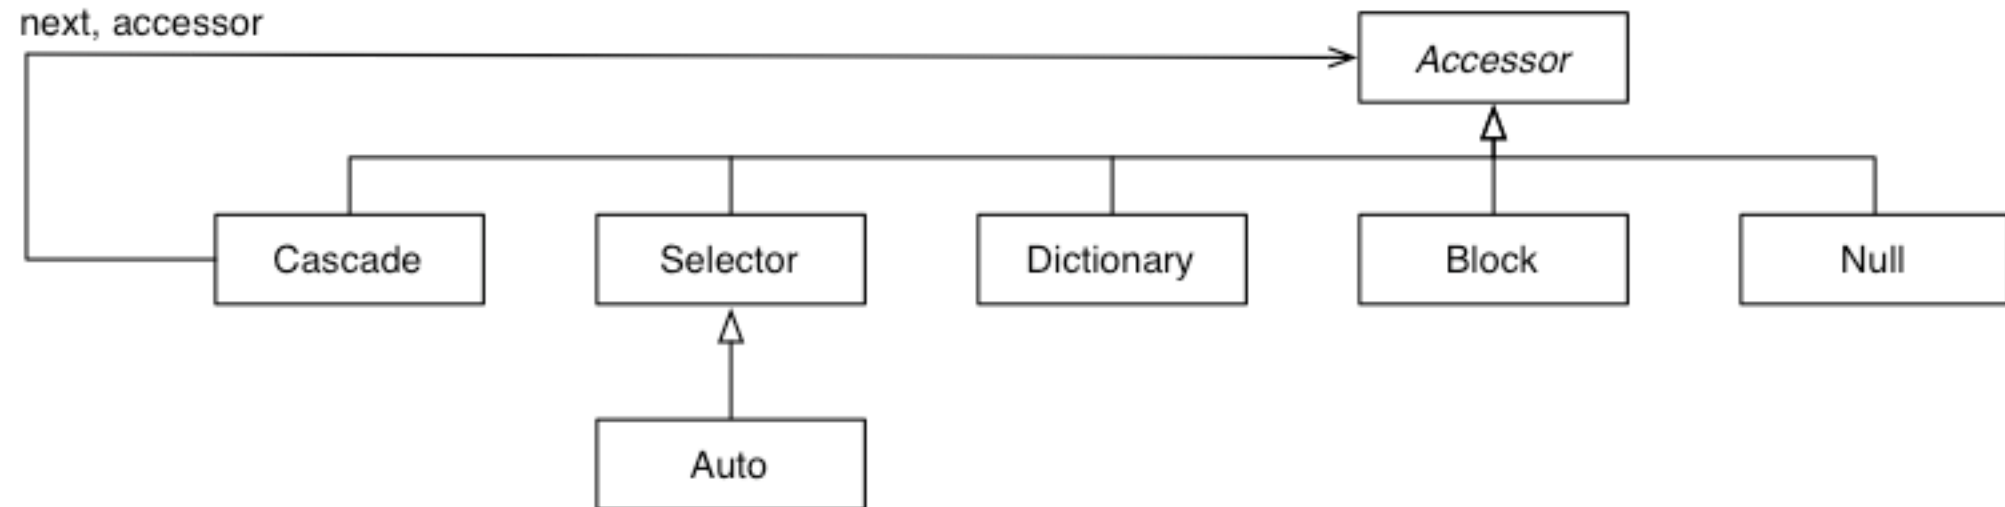 next, accessor
Accessor
Cascade
Selector
Dictionary
Block
Null
Auto